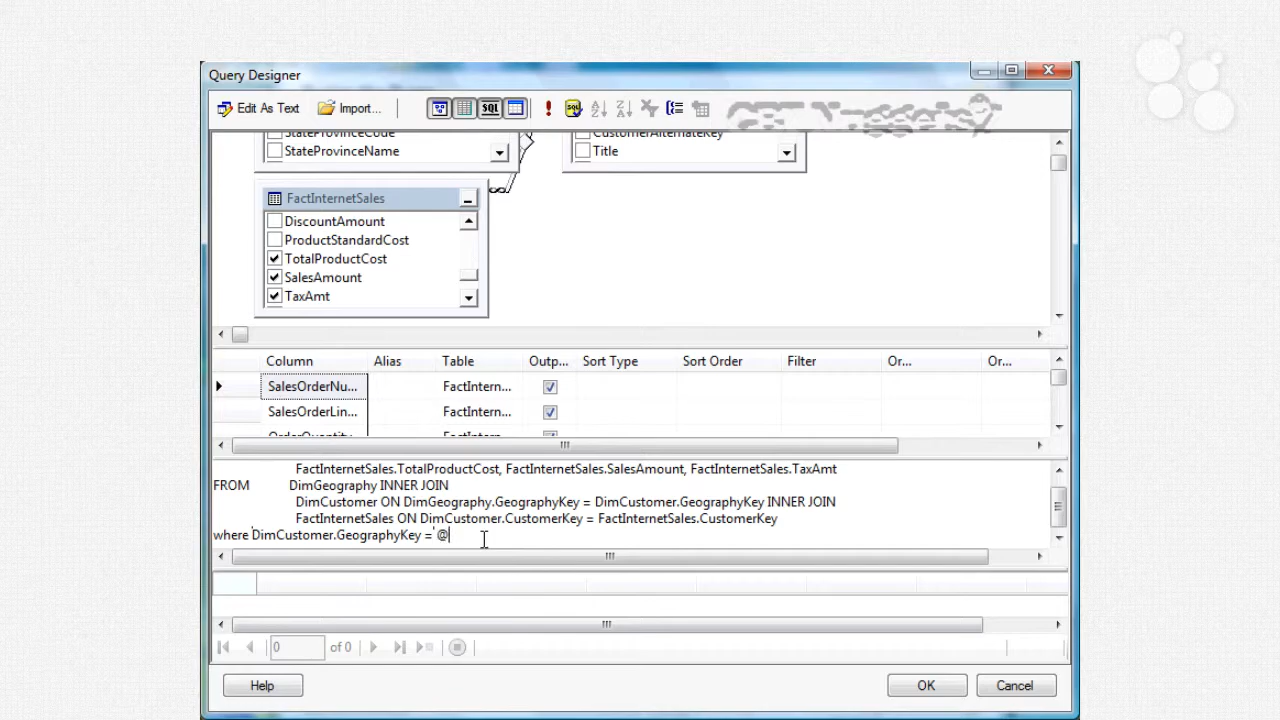 Query Designer
Edit As Text Import... SQL
StateProvinceCode CustomerAlternateKey
StateProvinceName Title
FactInternetSales
DiscountAmount
ProductStandardCost
TotalProductCost
SalesAmount
TaxAmt
Column Alias Table Outp... Sort Type Sort Order Filter Or... Or...
SalesOrderNu... FactIntern...
SalesOrderLin... FactIntern...
OrderQuantity FactIntern...
FactInternetSales.TotalProductCost, FactInternetSales.SalesAmount, FactInternetSales.TaxAmt
FROM DimGeography INNER JOIN
DimCustomer ON DimGeography.GeographyKey = DimCustomer.GeographyKey INNER JOIN
FactInternetSales ON DimCustomer.CustomerKey = FactInternetSales.CustomerKey
where DimCustomer.GeographyKey = @
0 of 0
Help OK Cancel